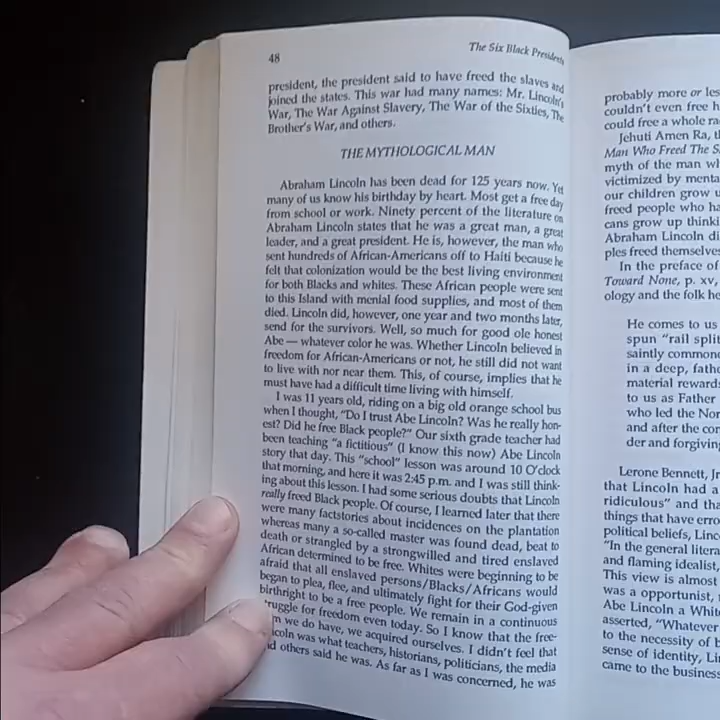 48
The Six Black Presidents
president, the president said to have freed the slaves and
joined the states. This war had many names: Mr. Lincoln's
War, The War Against Slavery, The War of the Sixties, The
Brother's War, and others.
THE MYTHOLOGICAL MAN
Abraham Lincoln has been dead for 125 years now. Yet
many of us know his birthday by heart. Most get a free day
from school or work. Ninety percent of the literature on
Abraham Lincoln states that he was a great man, a great
leader, and a great president. He is, however, the man who
sent hundreds of African-Americans off to Haiti because he
felt that colonization would be the best living environment
for both Blacks and whites. These African people were sent
to this Island with menial food supplies, and most of them
died. Lincoln did, however, one year and two months later,
send for the survivors. Well, so much for good ole honest
Abe — whatever color he was. Whether Lincoln believed in
freedom for African-Americans or not, he still did not want
to live with nor near them. This, of course, implies that he
must have had a difficult time living with himself.
I was 11 years old, riding on a big old orange school bus
when I thought, "Do I trust Abe Lincoln? Was he really hon-
est? Did he free Black people?" Our sixth grade teacher had
been teaching "a fictitious" (I know this now) Abe Lincoln
story that day. This "school" lesson was around 10 O'clock
that morning, and here it was 2:45 p.m. and I was still think-
ing about this lesson. I had some serious doubts that Lincoln
really freed Black people. Of course, I learned later that there
were many factstories about incidences on the plantation
whereas many a so-called master was found dead, beat to
death or strangled by a strongwilled and tired enslaved
African determined to be free. Whites were beginning to be
afraid that all enslaved persons/Blacks/Africans would
began to plea, flee, and ultimately fight for their God-given
birthright to be a free people. We remain in a continuous
truggle for freedom even today. So I know that the free-
m we do have, we acquired ourselves. I didn't feel that
ncoln was what teachers, historians, politicians, the media
d others said he was. As far as I was concerned, he was
probably more or les
couldn't even free h
could free a whole ra
Jehuti Amen Ra, t
Man Who Freed The S
myth of the man wh
victimized by menta
our children grow u
freed people who ha
cans grow up thinki
Abraham Lincoln di
ples freed themselves
In the preface of
Toward None, p. xv,
ology and the folk he
He comes to us
spun "rail split
saintly common
in a deep, fathe
material reward
to us as Father
who led the Nor
and after the con
der and forgiving
Lerone Bennett, Jr
that Lincoln had a
ridiculous" and tha
things that have erro
political beliefs, Linc
"In the general litera
and flaming idealist,
This view is almost
was a opportunist,
Abe Lincoln a Whit
asserted, "Whatever
to the necessity of b
sense of identity, Li
came to the business